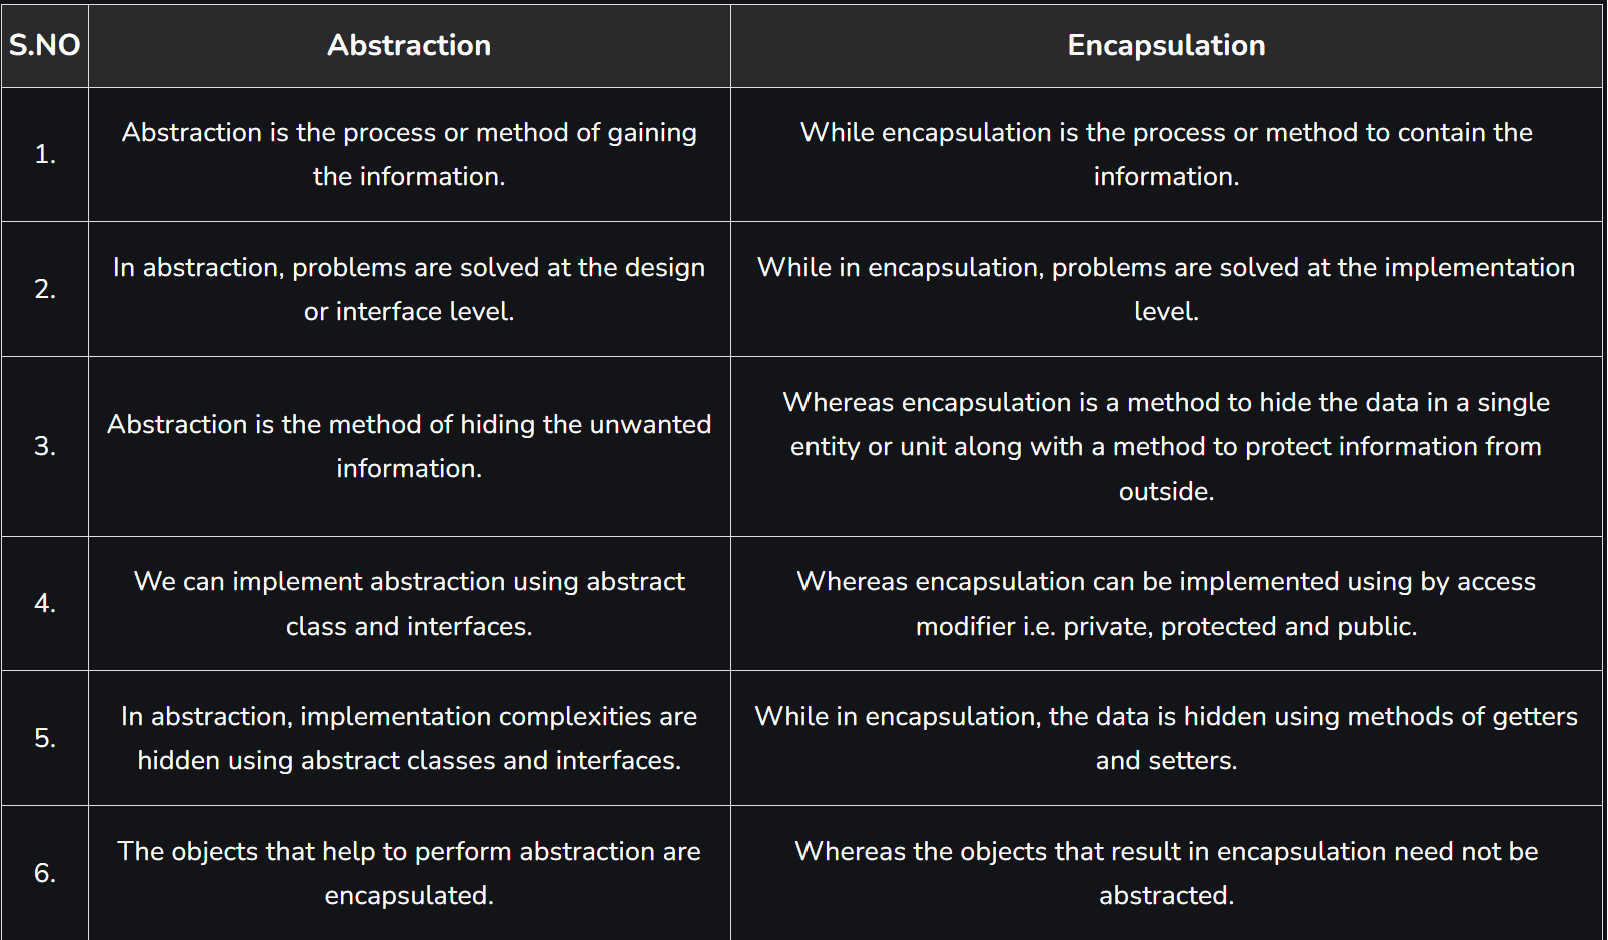 S.NO
Abstraction
Encapsulation
1.
Abstraction is the process or method of gaining
the information.
While encapsulation is the process or method to contain the
information.
2.
In abstraction, problems are solved at the design
or interface level.
While in encapsulation, problems are solved at the implementation
level.
3.
Abstraction is the method of hiding the unwanted
information.
Whereas encapsulation is a method to hide the data in a single
entity or unit along with a method to protect information from
outside.
4.
We can implement abstraction using abstract
class and interfaces.
Whereas encapsulation can be implemented using by access
modifier i.e. private, protected and public.
5.
In abstraction, implementation complexities are
hidden using abstract classes and interfaces.
While in encapsulation, the data is hidden using methods of getters
and setters.
6.
The objects that help to perform abstraction are
encapsulated.
Whereas the objects that result in encapsulation need not be
abstracted.